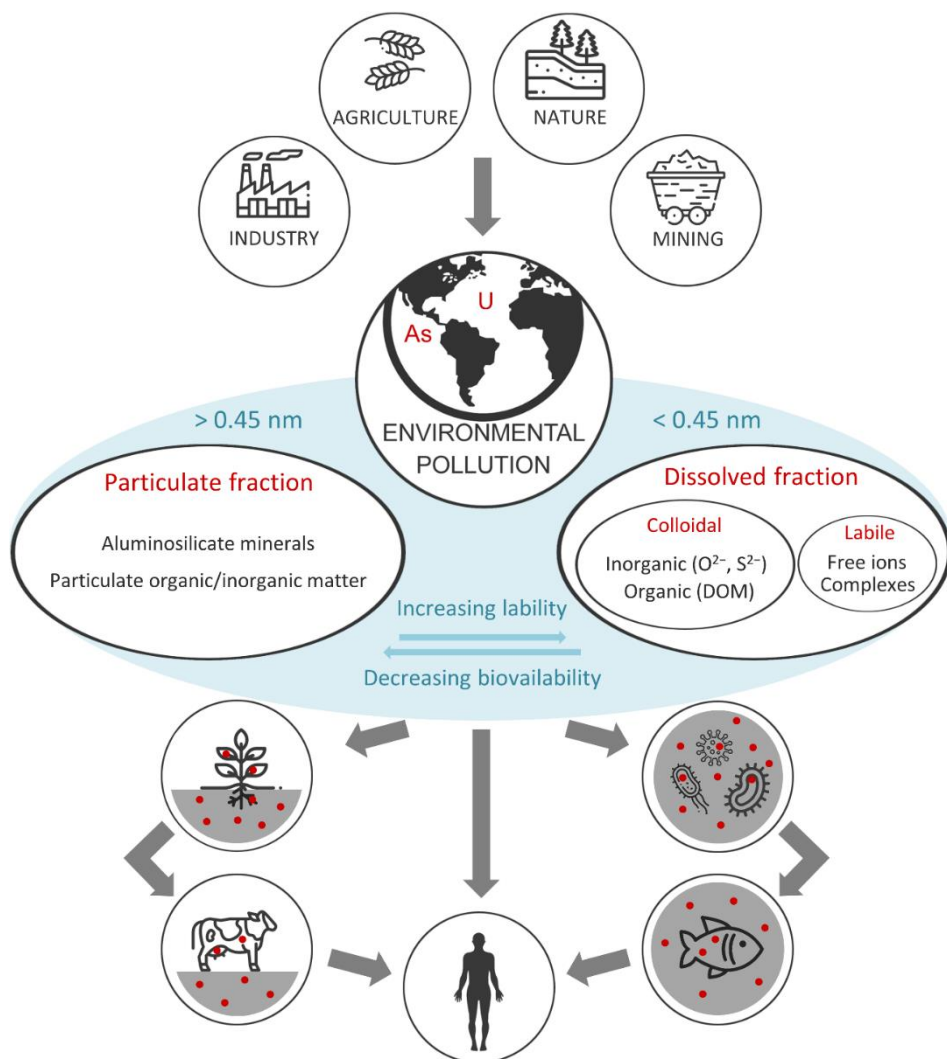 AGRICULTURE
NATURE
INDUSTRY
MINING
U
As
ENVIRONMENTAL
POLLUTION
> 0.45 nm
< 0.45 nm
Particulate fraction
Aluminosilicate minerals
Particulate organic/inorganic matter
Dissolved fraction
Colloidal
Inorganic (O²⁻, S²⁻)
Organic (DOM)
Labile
Free ions
Complexes
Increasing lability
Decreasing biovailability